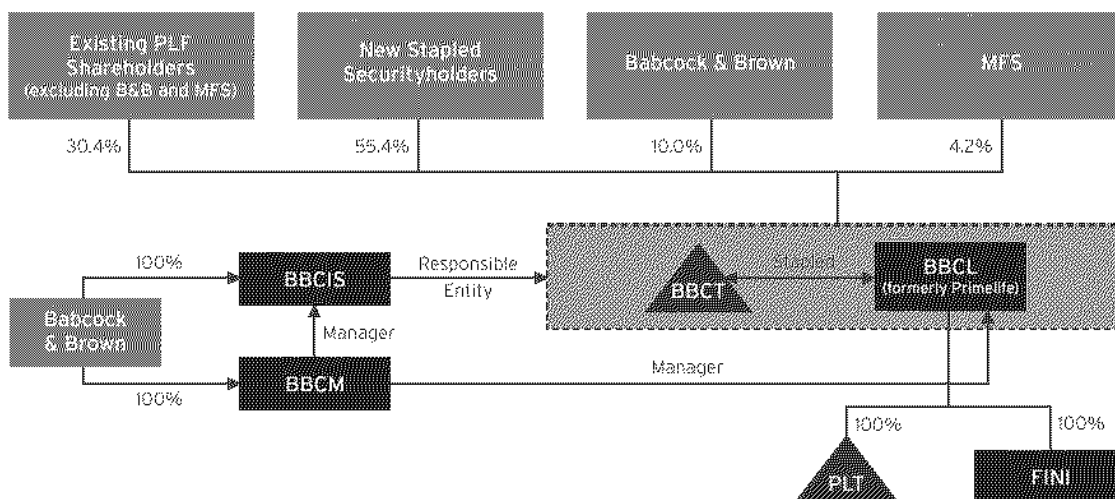 Existing PLF
Shareholders
(excluding B&B and MFS)
New Stapled
Securityholders
Babcock & Brown
MFS
30.4%
55.4%
10.0%
4.2%
100%
BBCIS
Responsible
Entity
BBCT
Stapled
BBCL
(formerly Primelife)
Babcock
& Brown
Manager
BBCM
Manager
100%
100%
100%
PLT
FINI